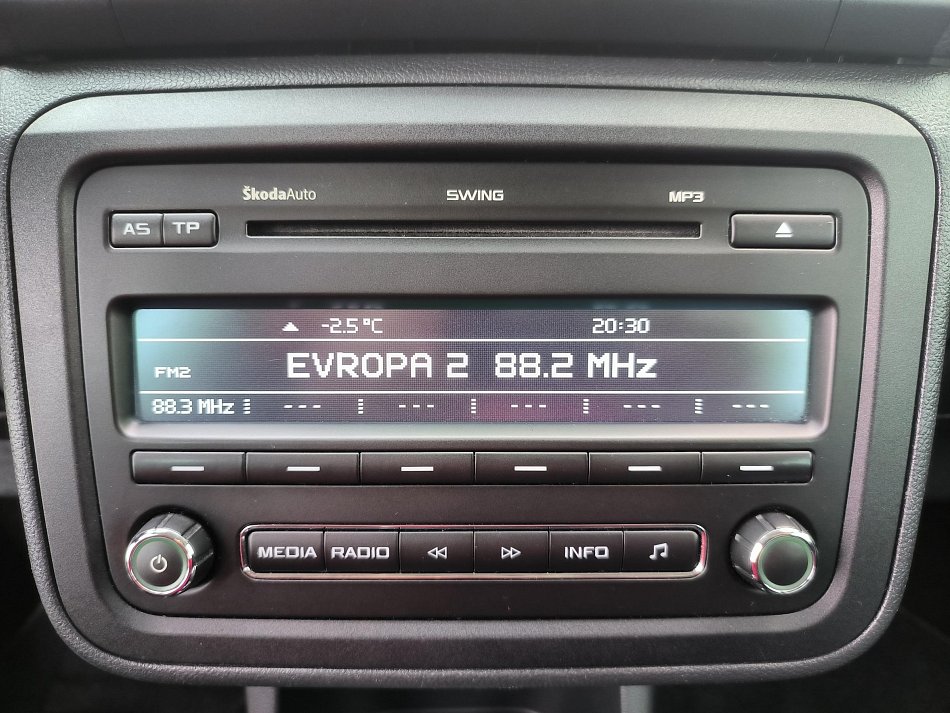 ŠkodaAuto SWING MP3
AS TP
-2.5°C 20:30
FM2 EVROPA 2 88.2 MHz
88.3 MHz --- --- --- --- ---
MEDIA RADIO INFO